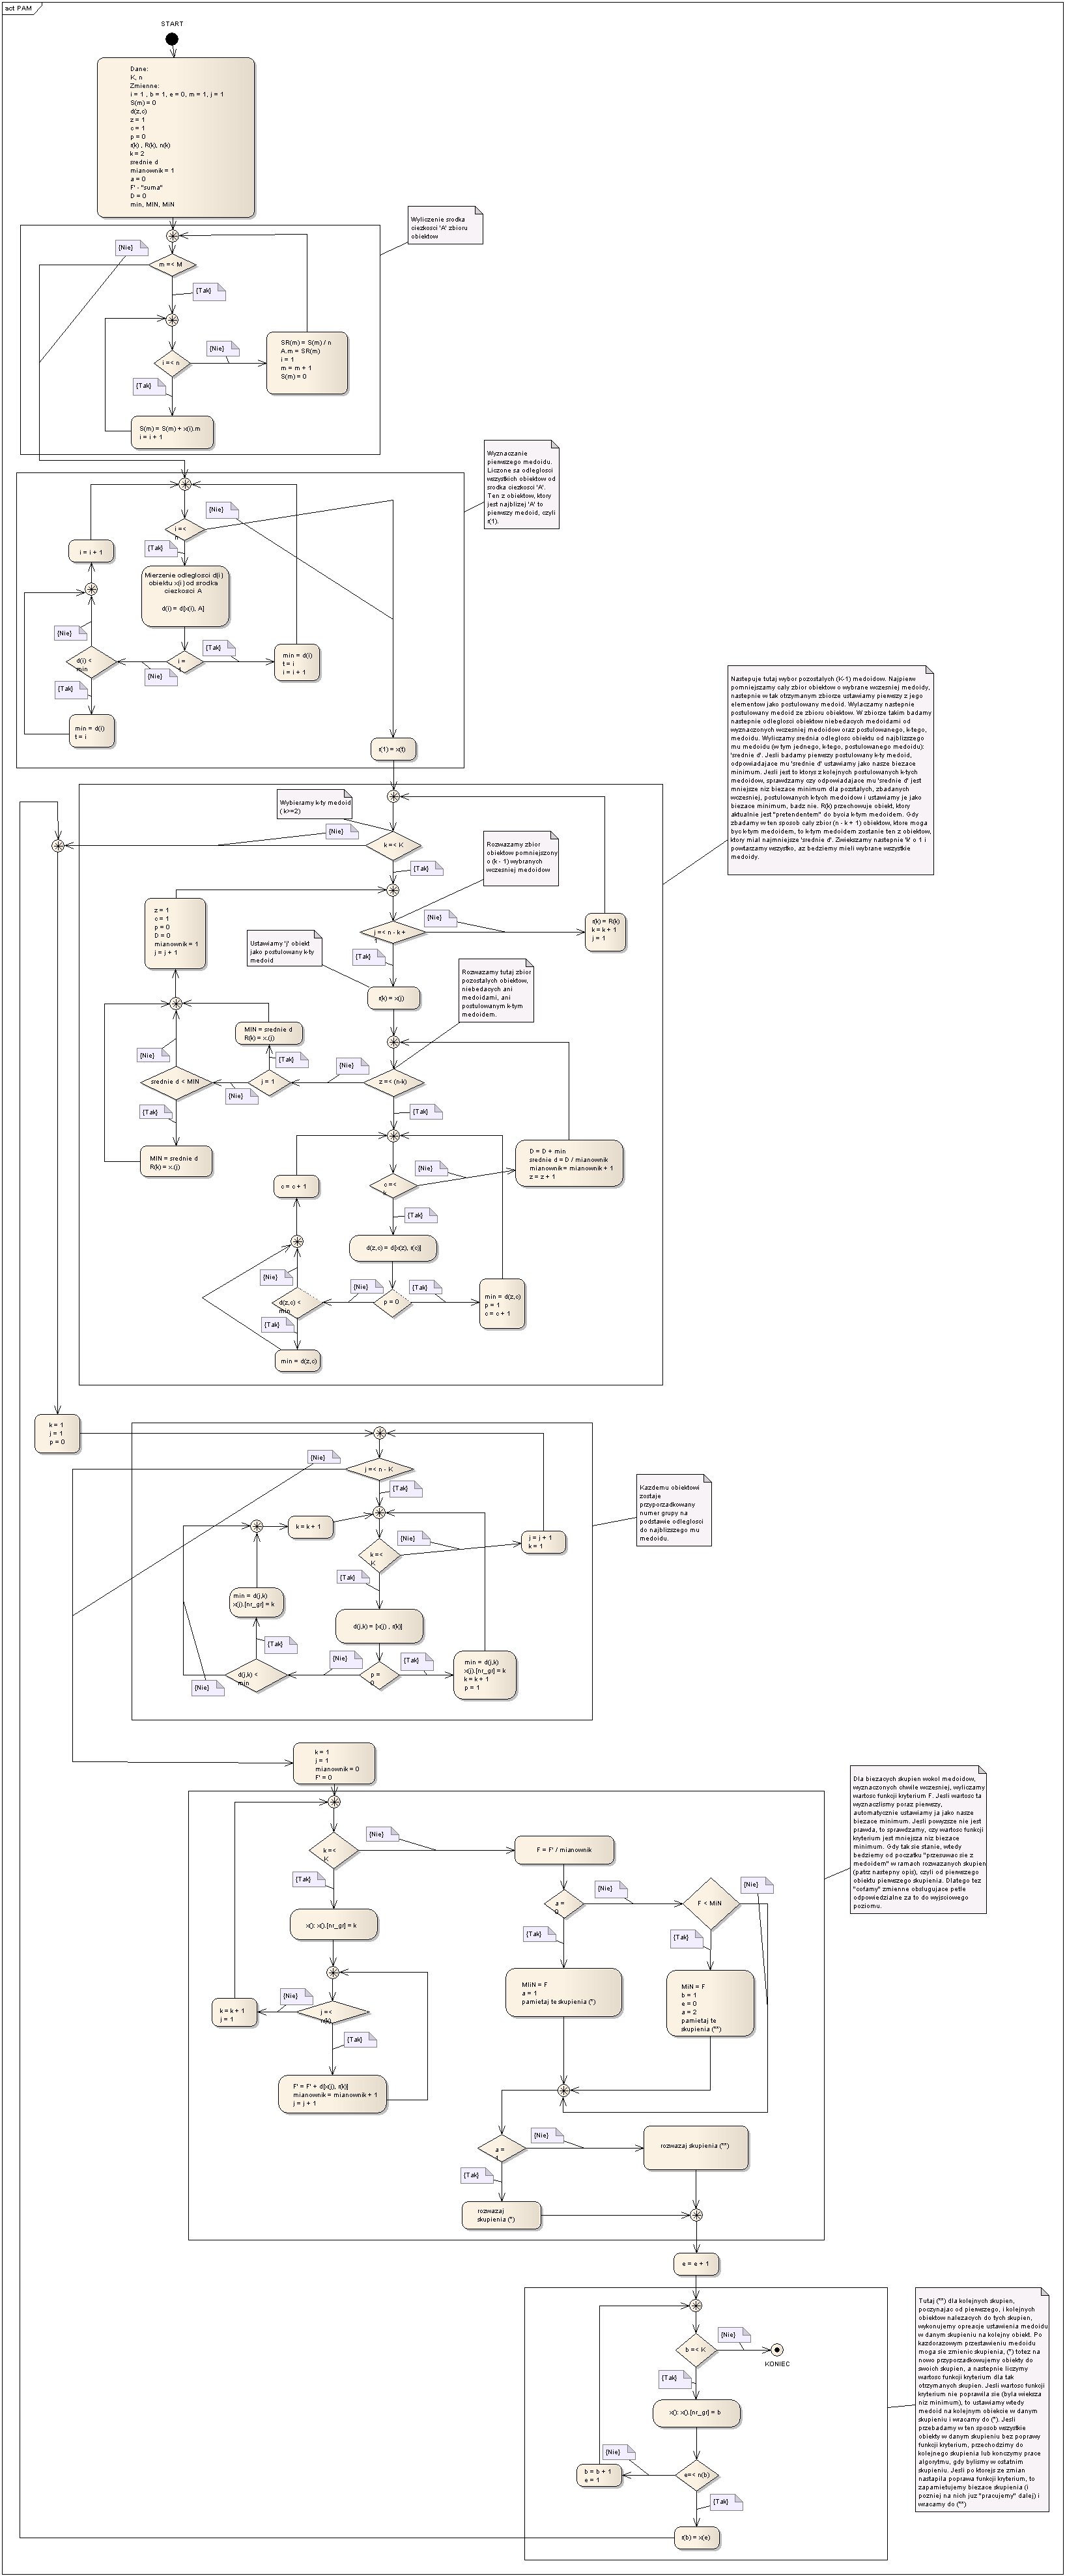 act PAM
START
Dane:
K, n
Zmienne:
i = 1 , b = 1, e = 0, m = 1, j = 1
S(m) = 0
d(z,c)
z = 1
c = 1
p = 0
r(k) , R(k), n(k)
k = 2
srednie d
mianownik = 1
a = 0
F' - "suma"
D = 0
min, MIN, MiN
Wyliczenie srodka
ciezkosci 'A' zbioru
obiektow
{Nie}
m =< M
{Tak}
i =< n
{Nie}
SR(m) = S(m) / n
A.m = SR(m)
i = 1
m = m + 1
S(m) = 0
{Tak}
S(m) = S(m) + x(i).m
i = i + 1
Wyznaczanie
pierwszego medoidu.
Liczone sa odleglosci
wszystkich obiektow od
srodka ciezkosci 'A'.
Ten z obiektow, ktory
jest najblizej 'A' to
pierwszy medoid, czyli
r(1).
{Nie}
i =<
n
{Tak}
i = i + 1
Mierzenie odleglosci d(i)
obiektu x(i) od srodka
ciezkosci A
d(i) = d[x(i), A]
{Nie}
d(i) <
min
{Nie}
i =
1
{Tak}
min = d(i)
t = i
i = i + 1
{Tak}
min = d(i)
t = i
r(1) = x(t)
Nastepuje tutaj wybor pozostalych (K-1) medoidow. Najpierw
pomniejszamy caly zbior obiektow o wybrane wczesniej medoidy,
nastepnie w tak otrzymanym zbiorze ustawiamy pierwszy z jego
elementow jako postulowany medoid. Wylaczamy nastepnie
postulowany medoid ze zbioru obiektow. W zbiorze takim badamy
nastepnie odleglosci obiektow niebedacych medoidami od
wyznaczonych wczesniej medoidow oraz postulowanego, k-tego,
medoidu. Wyliczamy srednia odleglosc obiektu od najblizszego
mu medoidu (w tym jednego, k-tego, postulowanego medoidu):
'srednie d'. Jesli badamy pierwszy postulowany k-ty medoid,
odpowiadajace mu 'srednie d' ustawiamy jako nasze biezace
minimum. Jesli jest to ktorys z kolejnych postulowanych k-tych
medoidow, sprawdzamy czy odpowiadajace mu 'srednie d' jest
mniejsze niz biezace minimum dla pozstalych, zbadanych
wczesniej, postulowanych k-tych medoidow i ustawiamy je jako
biezace minimum, badz nie. R(k) przechowuje obiekt, ktory
aktualnie jest "pretendentem" do bycia k-tym medoidem. Gdy
zbadamy w ten sposob caly zbior (n - k + 1) obiektow, ktore moga
byc k-tym medoidem, to k-tym medoidem zostanie ten z obiektow,
ktory mial najmniejsze 'srednie d'. Zwiekszamy nastepnie 'k' o 1 i
powtarzamy wszystko, az bedziemy mieli wybrane wszystkie
medoidy.
Wybieramy k-ty medoid
( k>=2)
{Nie}
k =< K
{Tak}
Rozwazamy zbior
obiektow pomniejszony
o (k - 1) wybranych
wczesniej medoidow
z = 1
c = 1
p = 0
D = 0
mianownik = 1
j = j + 1
j =< n - k +
1
{Nie}
r(k) = R(k)
k = k + 1
j = 1
Ustawiamy 'j' obiekt
jako postulowany k-ty
medoid
{Tak}
r(k) = x(j)
Rozwazamy tutaj zbior
pozostalych obiektow,
niebedacych ani
medoidami, ani
postulowanym k-tym
medoidem.
MIN = srednie d
R(k) = x.(j)
{Nie}
{Tak}
srednie d < MIN
{Nie}
j = 1
{Nie}
z =< (n-k)
{Tak}
{Tak}
MIN = srednie d
R(k) = x.(j)
D = D + min
srednie d = D / mianownik
mianownik = mianownik + 1
z = z + 1
c = c + 1
c =<
k
{Nie}
{Tak}
d(z,c) = d[x(z), r(c)]
{Nie}
d(z,c) <
min
{Nie}
p = 0
{Tak}
min = d(z,c)
p = 1
c = c + 1
{Tak}
min = d(z,c)
k = 1
j = 1
p = 0
{Nie}
j =< n - K
{Tak}
Kazdemu obiektowi
zostaje
przyporzadkowany
numer grupy na
podstawie odleglosci
do najblizszego mu
medoidu.
k = k + 1
{Nie}
j = j + 1
k = 1
k =<
K
{Tak}
min = d(j,k)
x(j).[nr_gr] = k
d(j,k) = [x(j) , r(k)]
{Tak}
d(j,k) <
min
{Nie}
{Nie}
p =
0
{Tak}
min = d(j,k)
x(j).[nr_gr] = k
k = k + 1
p = 1
k = 1
j = 1
mianownik = 0
F' = 0
Dla biezacych skupien wokol medoidow,
wyznaczonych chwile wczesniej, wyliczamy
wartosc funkcji kryterium F. Jesli wartosc ta
wyznaczlismy poraz pierwszy,
automatycznie ustawiamy ja jako nasze
biezace minimum. Jesli powyzsze nie jest
prawda, to sprawdzamy, czy wartosc funkcji
kryterium jest mniejsza niz biezace
minimum. Gdy tak sie stanie, wtedy
bedziemy od poczatku "przesuwac sie z
medoidem" w ramach rozwazanych skupien
(patrz nastepny opis), czyli od pierwszego
obiektu pierwszego skupienia. Dlatego tez
"cofamy" zmienne obslugujace petle
odpowiedzialne za to do wyjsciowego
poziomu.
k =<
K
{Nie}
F = F' / mianownik
{Tak}
a =
0
{Nie}
F < MiN
{Nie}
x(): x().[nr_gr] = k
{Tak}
{Tak}
k = k + 1
j = 1
{Nie}
j =<
n(k)
{Tak}
MIiN = F
a = 1
pamietaj te skupienia (*)
MiN = F
b = 1
e = 0
a = 2
pamietaj te
skupienia (**)
F' = F' + d[x(j), r(k)]
mianownik = mianownik + 1
j = j + 1
a =
1
{Nie}
rozwazaj skupienia (**)
{Tak}
rozwazaj
skupienia (*)
e = e + 1
b =< K
{Nie}
KONIEC
{Tak}
x(): x().[nr_gr] = b
{Nie}
b = b + 1
e = 1
e=< n(b)
{Tak}
r(b) = x(e)
Tutaj (**) dla kolejnych skupien,
poczynajac od pierwszego, i kolejnych
obiektow nalezacych do tych skupien,
wykonujemy opreacje ustawienia medoidu
w danym skupieniu na kolejny obiekt. Po
kazdorazowym przestawieniu medoidu
moga sie zmienic skupienia, (*) totez na
nowo przyporzadkowujemy obiekty do
swoich skupien, a nastepnie liczymy
wartosc funkcji kryterium dla tak
otrzymanych skupien. Jesli wartosc funkcji
kryterium nie poprawila sie (byla wieksza
niz minimum), to ustawiamy wtedy
medoid na kolejnym obiekcie w danym
skupieniu i wracamy do (*). Jesli
przebadamy w ten sposob wszystkie
obiekty w danym skupieniu bez poprawy
funkcji kryterium, przechodzimy do
kolejnego skupienia lub konczymy prace
algorytmu, gdy bylismy w ostatnim
skupieniu. Jesli po ktorejs ze zmian
nastapila poprawa funkcji kryterium, to
zapamietujemy biezace skupienia (i
pozniej na nich juz "pracujemy" dalej) i
wracamy do (**)